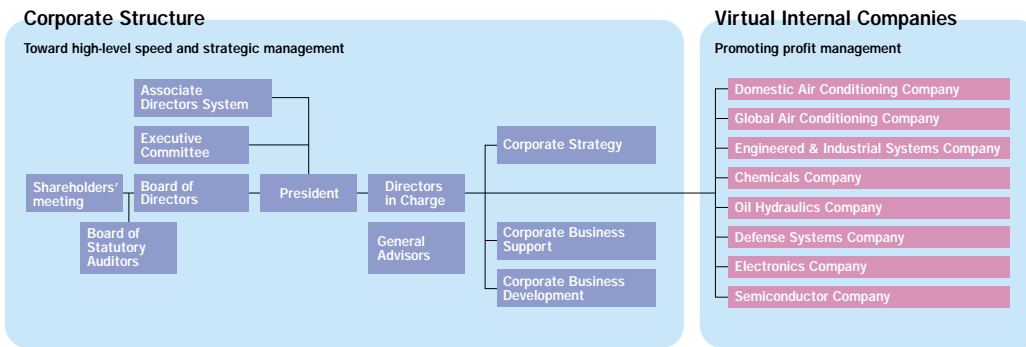 Corporate Structure
Toward high-level speed and strategic management
Associate
Directors System
Executive
Committee
Shareholders'
meeting
Board of
Directors
President
Directors
in Charge
Board of
Statutory
Auditors
General
Advisors
Corporate Strategy
Corporate Business
Support
Corporate Business
Development
Virtual Internal Companies
Promoting profit management
Domestic Air Conditioning Company
Global Air Conditioning Company
Engineered & Industrial Systems Company
Chemicals Company
Oil Hydraulics Company
Defense Systems Company
Electronics Company
Semiconductor Company